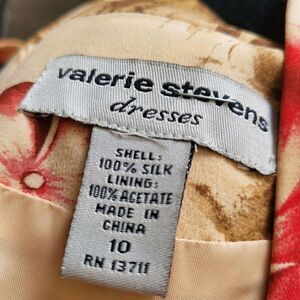 valerie stevens
dresses
SHELL:
100% SILK
LINING:
100% ACETATE
MADE IN
CHINA
10
RN 13711